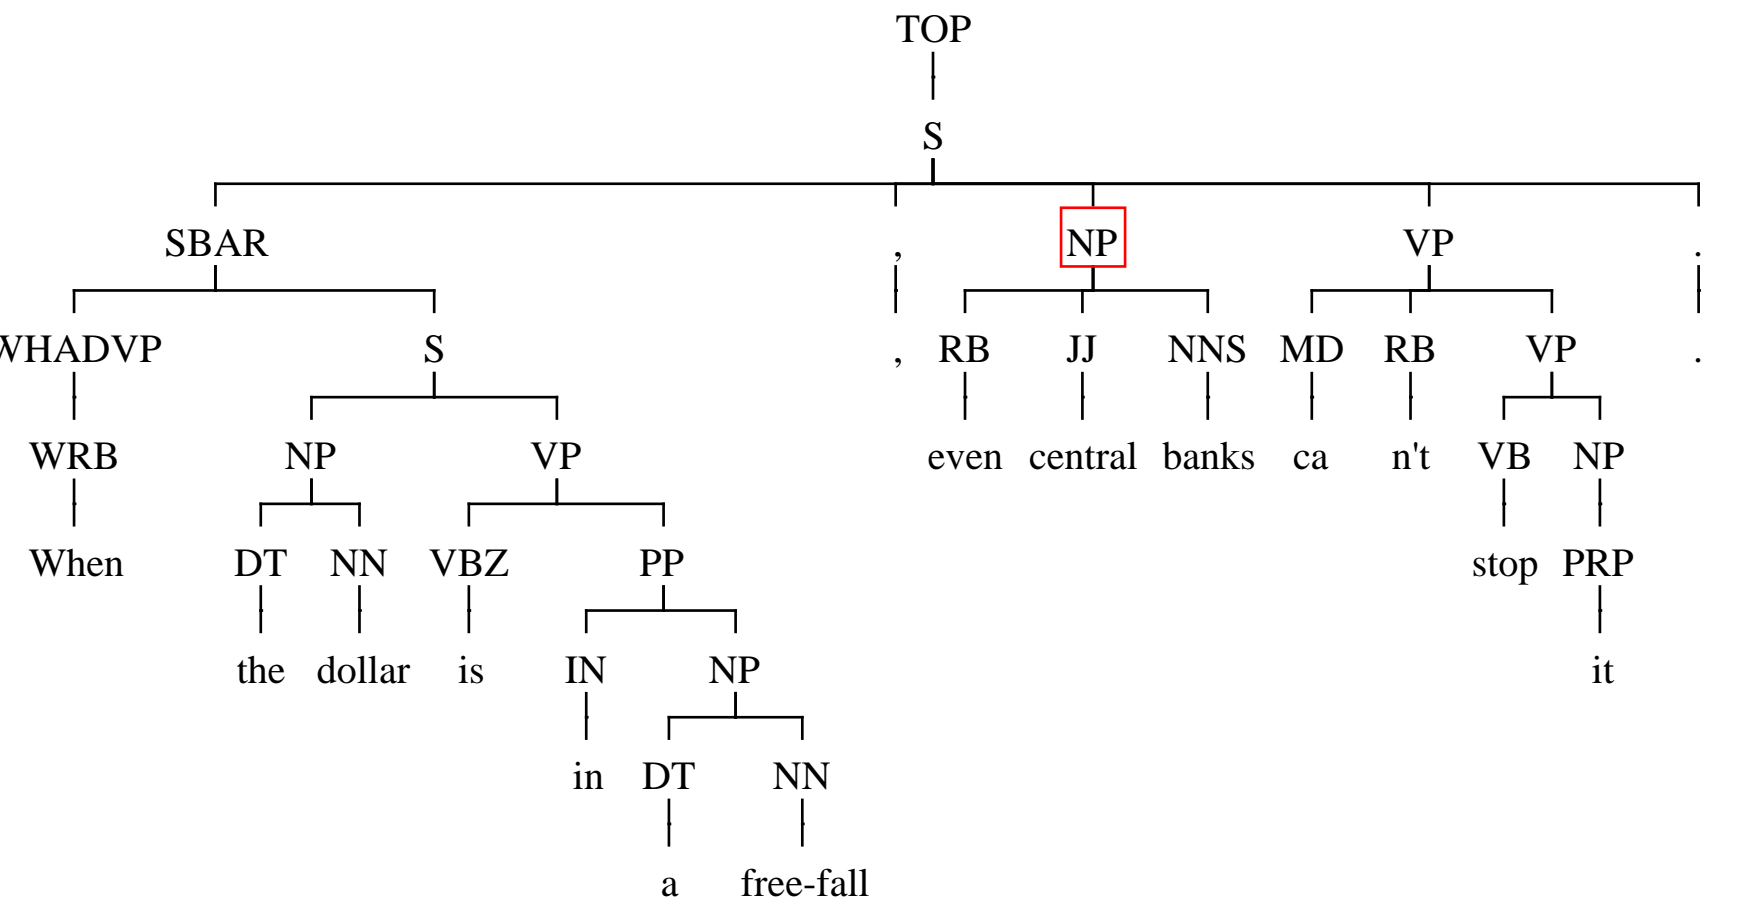 TOP
S
SBAR , NP VP .
WHADVP S , RB JJ NNS MD RB VP .
WRB NP VP even central banks ca n't VB NP
When DT NN VBZ PP stop PRP
the dollar is IN NP it
in DT NN
a free-fall